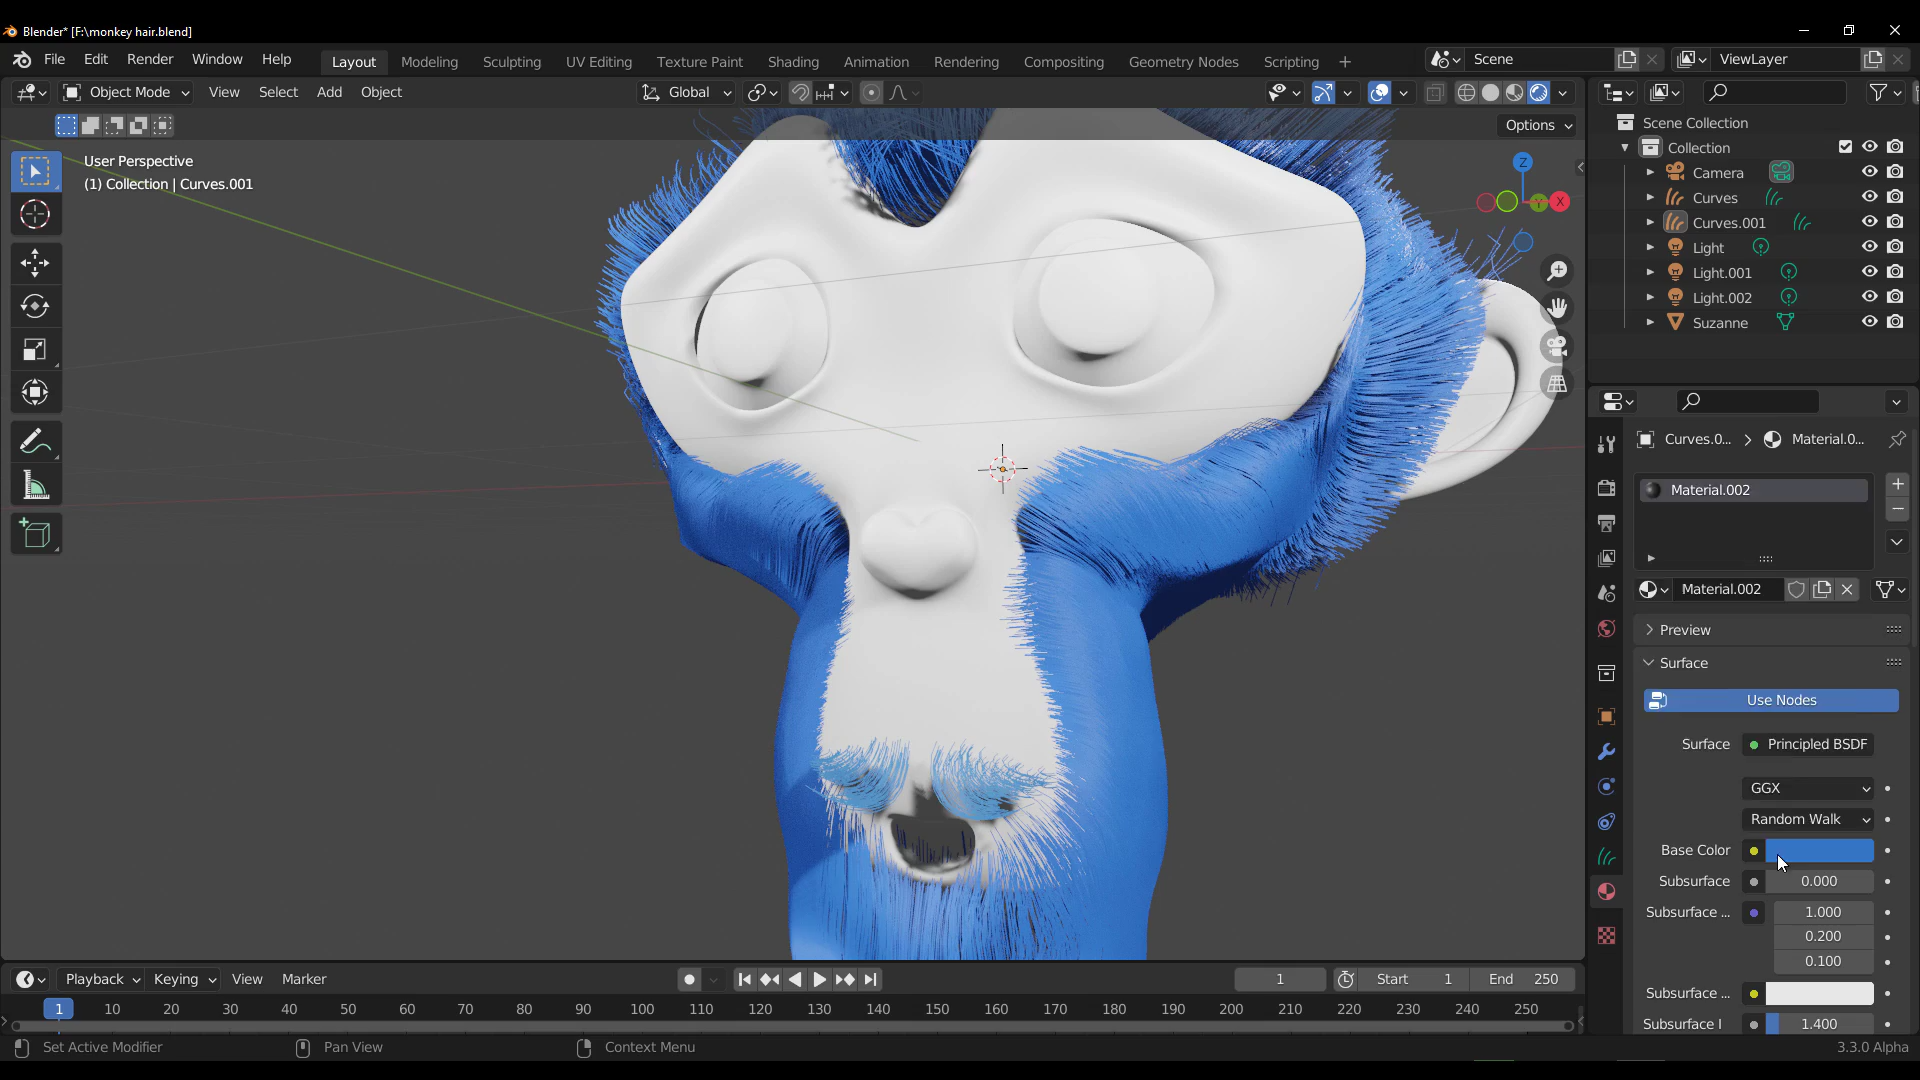 Blender* [F:\monkey hair.blend]
File Edit Render Window Help Layout Modeling Sculpting UV Editing Texture Paint Shading Animation Rendering Compositing Geometry Nodes Scripting + Scene ViewLayer
Object Mode View Select Add Object Global
Options
User Perspective
(1) Collection | Curves.001
Z
Y X
Scene Collection
Collection
Camera
Curves
Curves.001
Light
Light.001
Light.002
Suzanne
Curves.0... Material.0...
Material.002
Material.002
Preview
Surface
Use Nodes
Surface Principled BSDF
GGX
Random Walk
Base Color
Subsurface 0.000
Subsurface ... 1.000
0.200
0.100
Subsurface ...
Subsurface I 1.400
Playback Keying View Marker 1 Start 1 End 250
1 10 20 30 40 50 60 70 80 90 100 110 120 130 140 150 160 170 180 190 200 210 220 230 240 250
Set Active Modifier Pan View Context Menu 3.3.0 Alpha